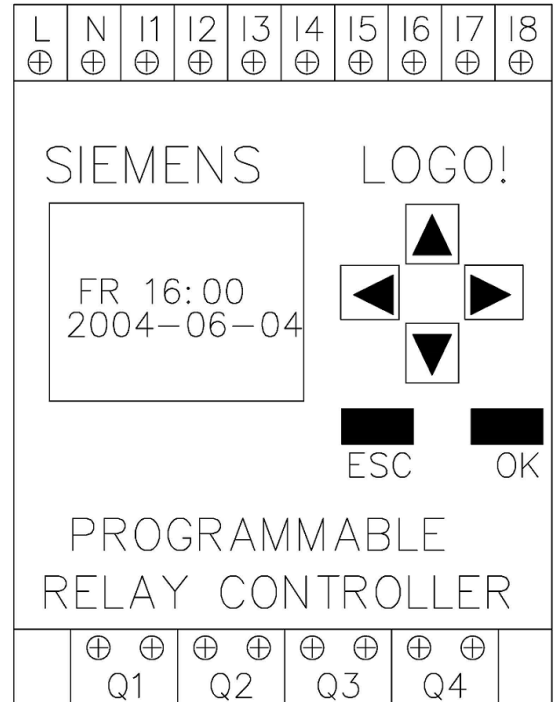 L N I1 I2 I3 I4 I5 I6 I7 I8
SIEMENS LOGO!
FR 16:00
2004-06-04
ESC OK
PROGRAMMABLE
RELAY CONTROLLER
Q1 Q2 Q3 Q4